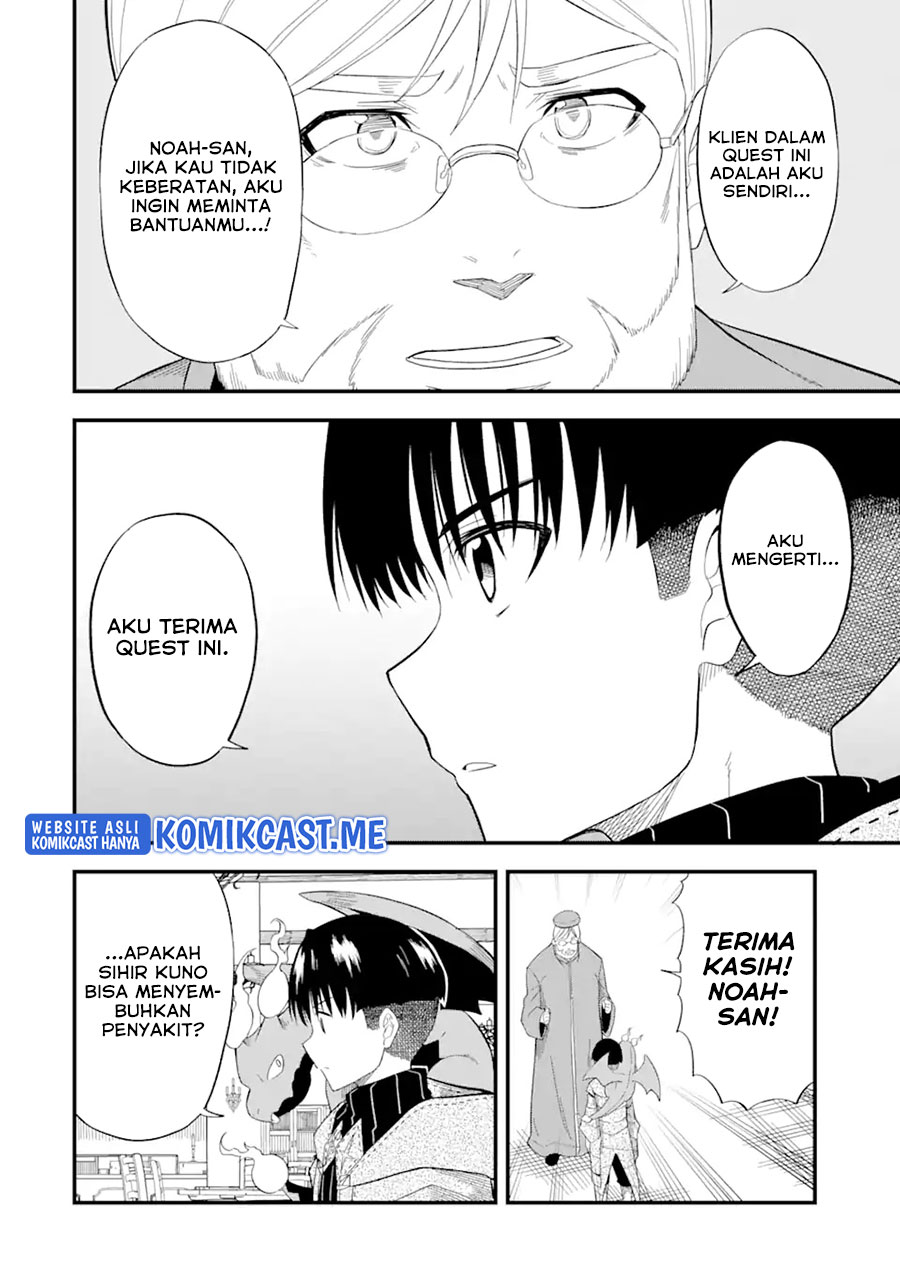 KLIEN DALAM
QUEST INI
ADALAH AKU
SENDIRI...
NOAH-SAN,
JIKA KAU TIDAK
KEBERATAN, AKU
INGIN MEMINTA
BANTUANMU...!
AKU
MENGERTI...
AKU TERIMA
QUEST INI.
WEBSITE ASLI
KOMIKCAST HANYA
KOMIKCAST.ME
TERIMA
KASIH!
NOAH-
SAN!
...APAKAH
SIHIR KUNO
BISA MENYEM-
BUHKAN
PENYAKIT?